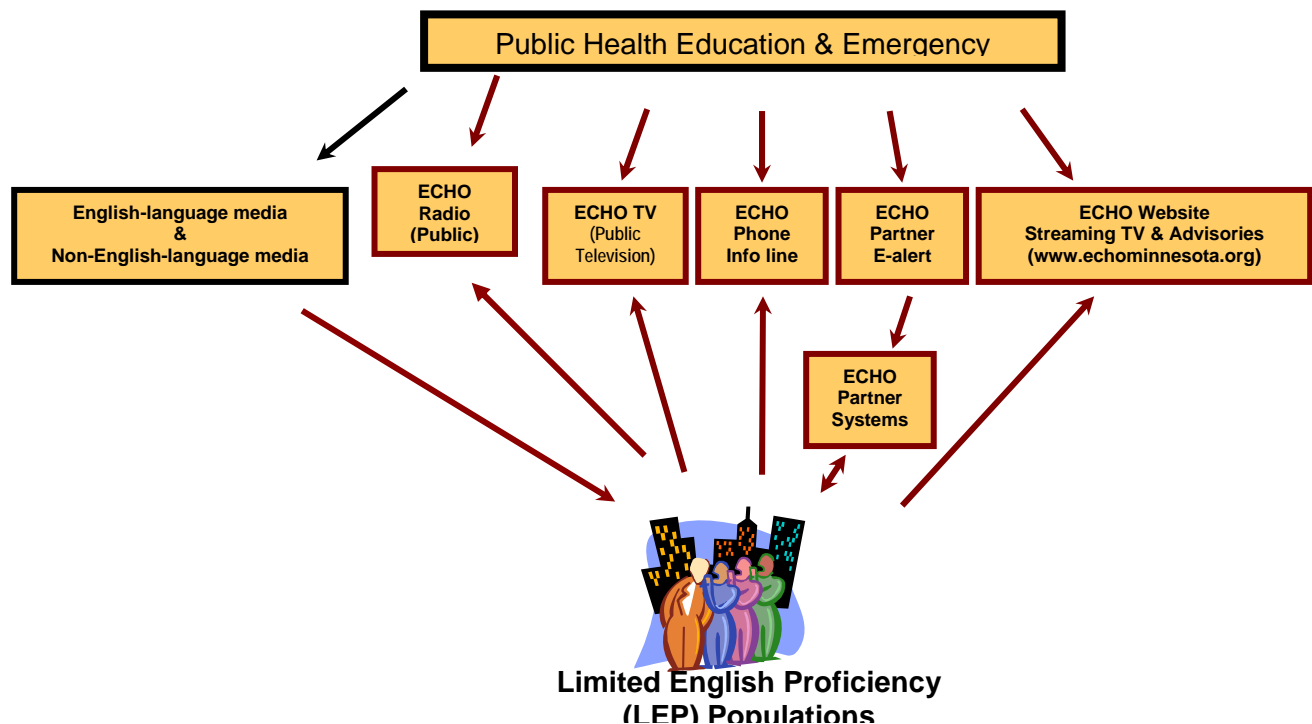 Public Health Education & Emergency
English-language media
&
Non-English-language media
ECHO
Radio
(Public)
ECHO TV
(Public
Television)
ECHO
Phone
Info line
ECHO
Partner
E-alert
ECHO Website
Streaming TV & Advisories
(www.echominnesota.org)
ECHO
Partner
Systems
Limited English Proficiency
(LEP) Populations